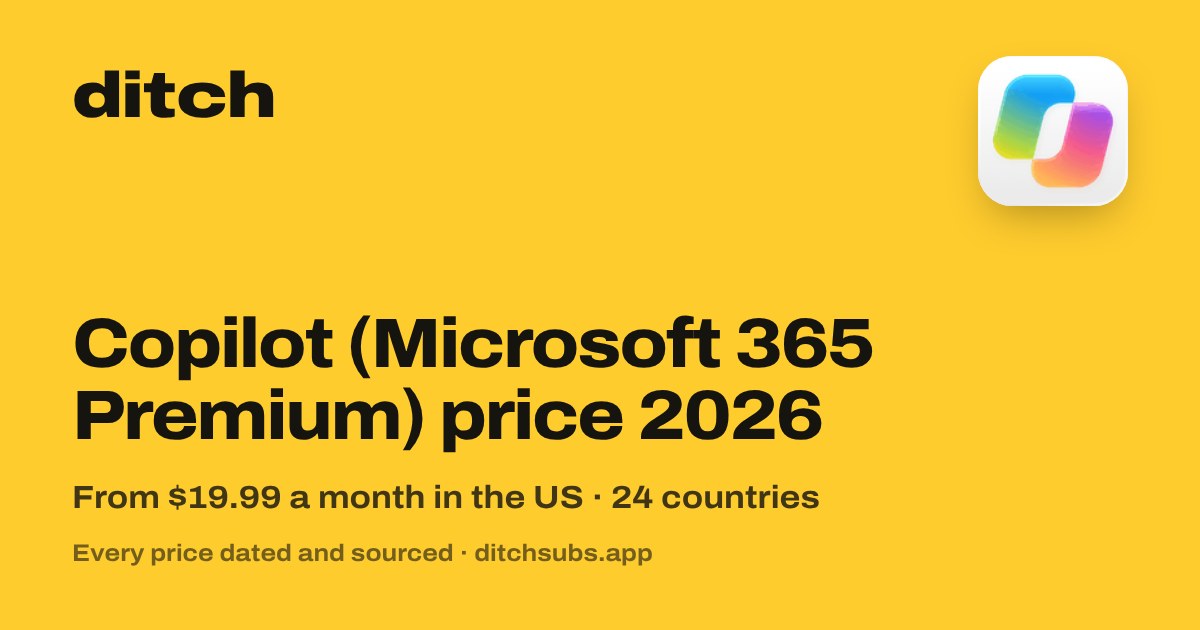 ditch
Copilot (Microsoft 365
Premium) price 2026
From $19.99 a month in the US · 24 countries
Every price dated and sourced · ditchsubs.app